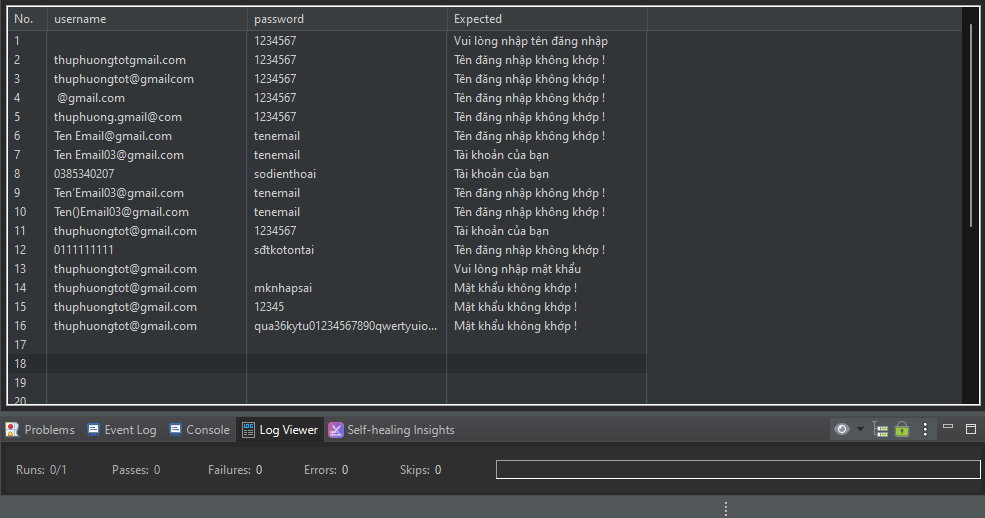 No. username password Expected
1 1234567 Vui lòng nhập tên đăng nhập
2 thuphuongtotgmail.com 1234567 Tên đăng nhập không khớp !
3 thuphuongtot@gmailcom 1234567 Tên đăng nhập không khớp !
4 @gmail.com 1234567 Tên đăng nhập không khớp !
5 thuphuong.gmail@com 1234567 Tên đăng nhập không khớp !
6 Ten Email@gmail.com tenemail Tên đăng nhập không khớp !
7 Ten Email03@gmail.com tenemail Tài khoản của bạn
8 0385340207 sodienthoai Tài khoản của bạn
9 Ten'Email03@gmail.com tenemail Tên đăng nhập không khớp !
10 Ten()Email03@gmail.com tenemail Tên đăng nhập không khớp !
11 thuphuongtot@gmail.com 1234567 Tài khoản của bạn
12 0111111111 sđtkotontai Tên đăng nhập không khớp !
13 thuphuongtot@gmail.com Vui lòng nhập mật khẩu
14 thuphuongtot@gmail.com mknhapsai Mật khẩu không khớp !
15 thuphuongtot@gmail.com 12345 Mật khẩu không khớp !
16 thuphuongtot@gmail.com qua36kytu01234567890qwertyuio... Mật khẩu không khớp !
17
18
19
20
Problems Event Log Console Log Viewer Self-healing Insights
Runs: 0/1 Passes: 0 Failures: 0 Errors: 0 Skips: 0